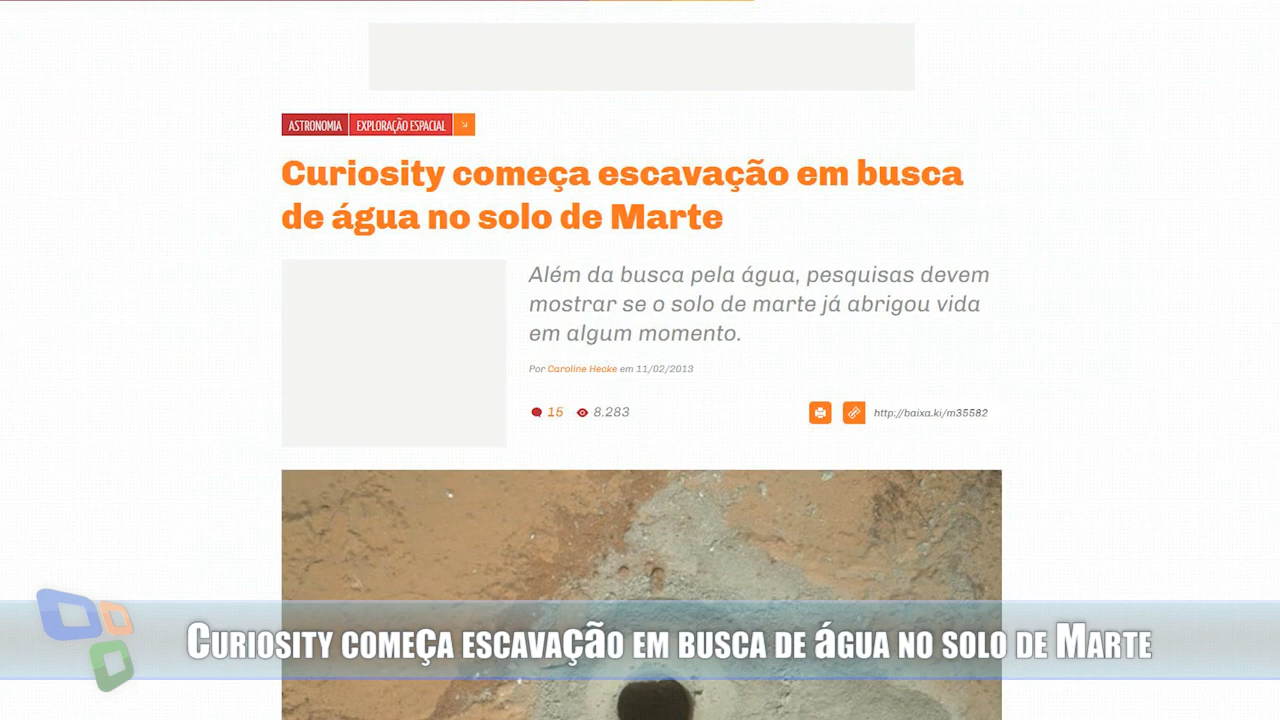 ASTRONOMIA EXPLORAÇÃO ESPACIAL
Curiosity começa escavação em busca
de água no solo de Marte
Além da busca pela água, pesquisas devem
mostrar se o solo de marte já abrigou vida
em algum momento.
Por Caroline Hecke em 11/02/2013
15 8.283 http://baixa.ki/m35582
Curiosity começa escavação em busca de água no solo de Marte